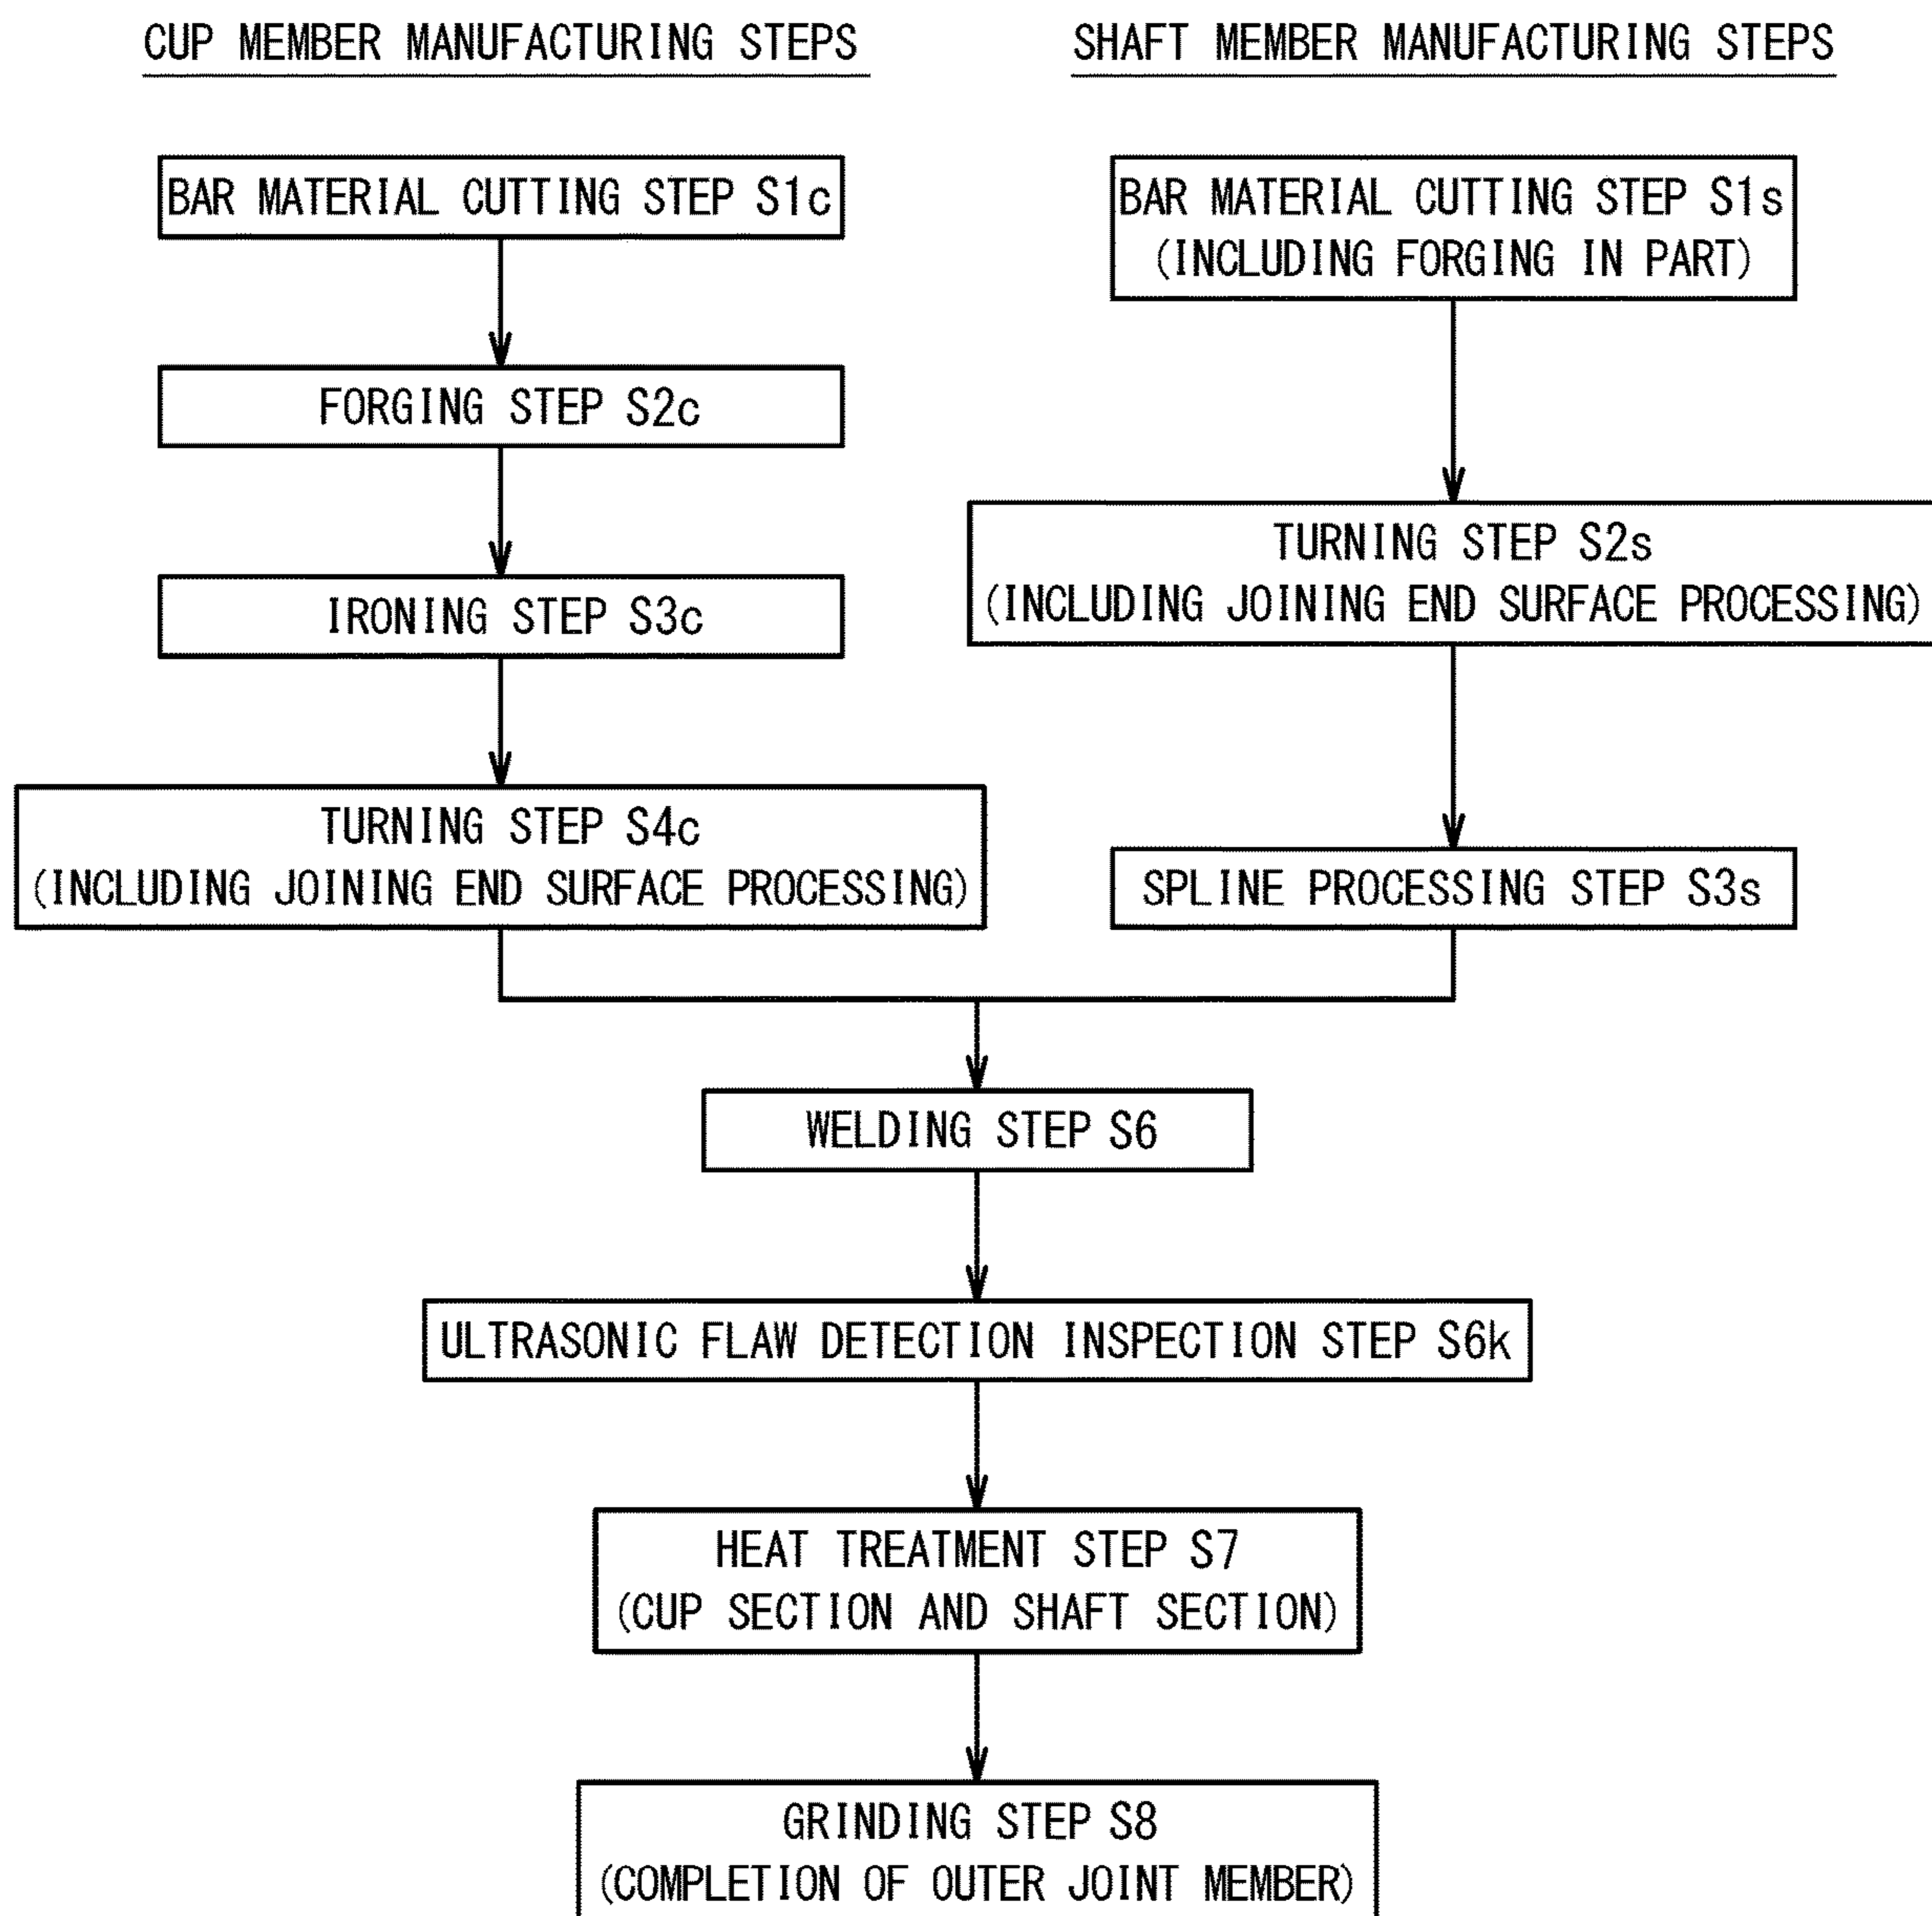 CUP MEMBER MANUFACTURING STEPS
BAR MATERIAL CUTTING STEP S1c
FORGING STEP S2c
IRONING STEP S3c
TURNING STEP S4c
(INCLUDING JOINING END SURFACE PROCESSING)
SHAFT MEMBER MANUFACTURING STEPS
BAR MATERIAL CUTTING STEP S1s
(INCLUDING FORGING IN PART)
TURNING STEP S2s
(INCLUDING JOINING END SURFACE PROCESSING)
SPLINE PROCESSING STEP S3s
WELDING STEP S6
ULTRASONIC FLAW DETECTION INSPECTION STEP S6k
HEAT TREATMENT STEP S7
(CUP SECTION AND SHAFT SECTION)
GRINDING STEP S8
(COMPLETION OF OUTER JOINT MEMBER)